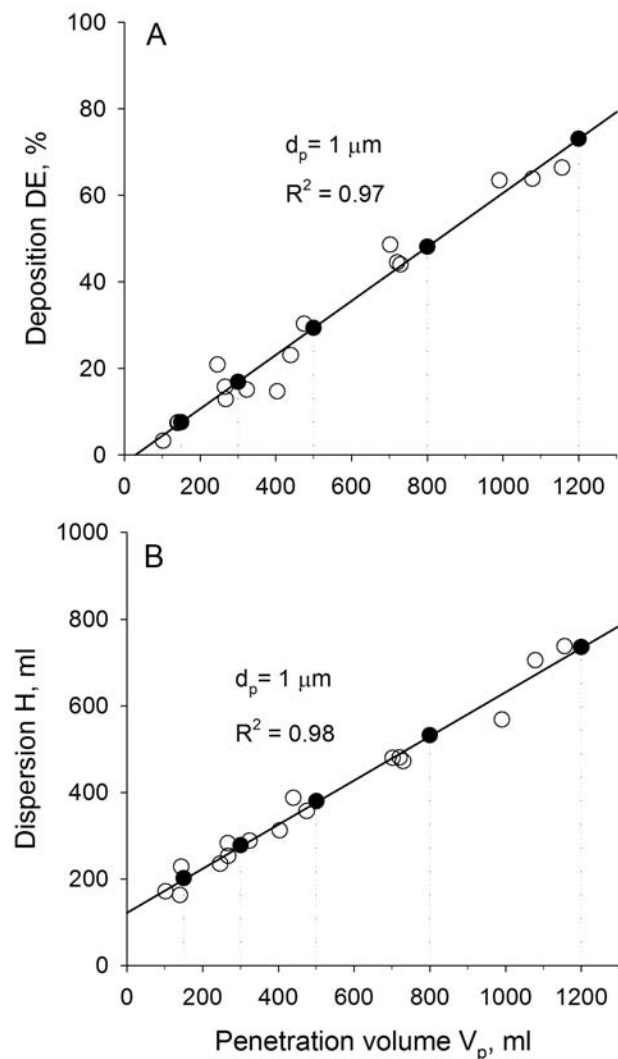 A
100
80
60
40
20
0
Deposition DE, %
d_p= 1 μm
R² = 0.97
0 200 400 600 800 1000 1200
B
1000
800
600
400
200
0
Dispersion H, ml
d_p= 1 μm
R² = 0.98
0 200 400 600 800 1000 1200
Penetration volume V_p, ml